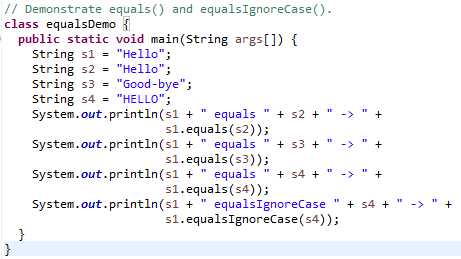 // Demonstrate equals() and equalsIgnoreCase().
class equalsDemo {
  public static void main(String args[]) {
    String s1 = "Hello";
    String s2 = "Hello";
    String s3 = "Good-bye";
    String s4 = "HELLO";
    System.out.println(s1 + " equals " + s2 + " -> " +
                       s1.equals(s2));
    System.out.println(s1 + " equals " + s3 + " -> " +
                       s1.equals(s3));
    System.out.println(s1 + " equals " + s4 + " -> " +
                       s1.equals(s4));
    System.out.println(s1 + " equalsIgnoreCase " + s4 + " -> " +
                       s1.equalsIgnoreCase(s4));
  }
}